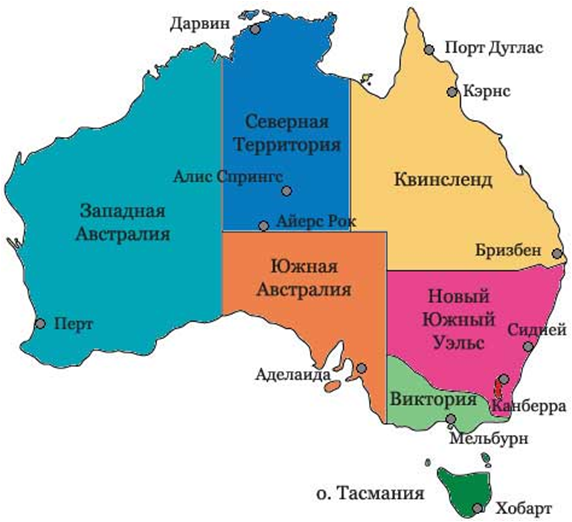 Дарвин
Порт Дуглас
Кэрнс
Северная
Территория
Алис Спрингс
Квинсленд
Западная
Австралия
Айерс Рок
Бризбен
Южная
Австралия
Новый
Южный
Уэльс
Сидней
Перт
Аделаида
Виктория
Канберра
Мельбурн
о. Тасмания
Хобарт